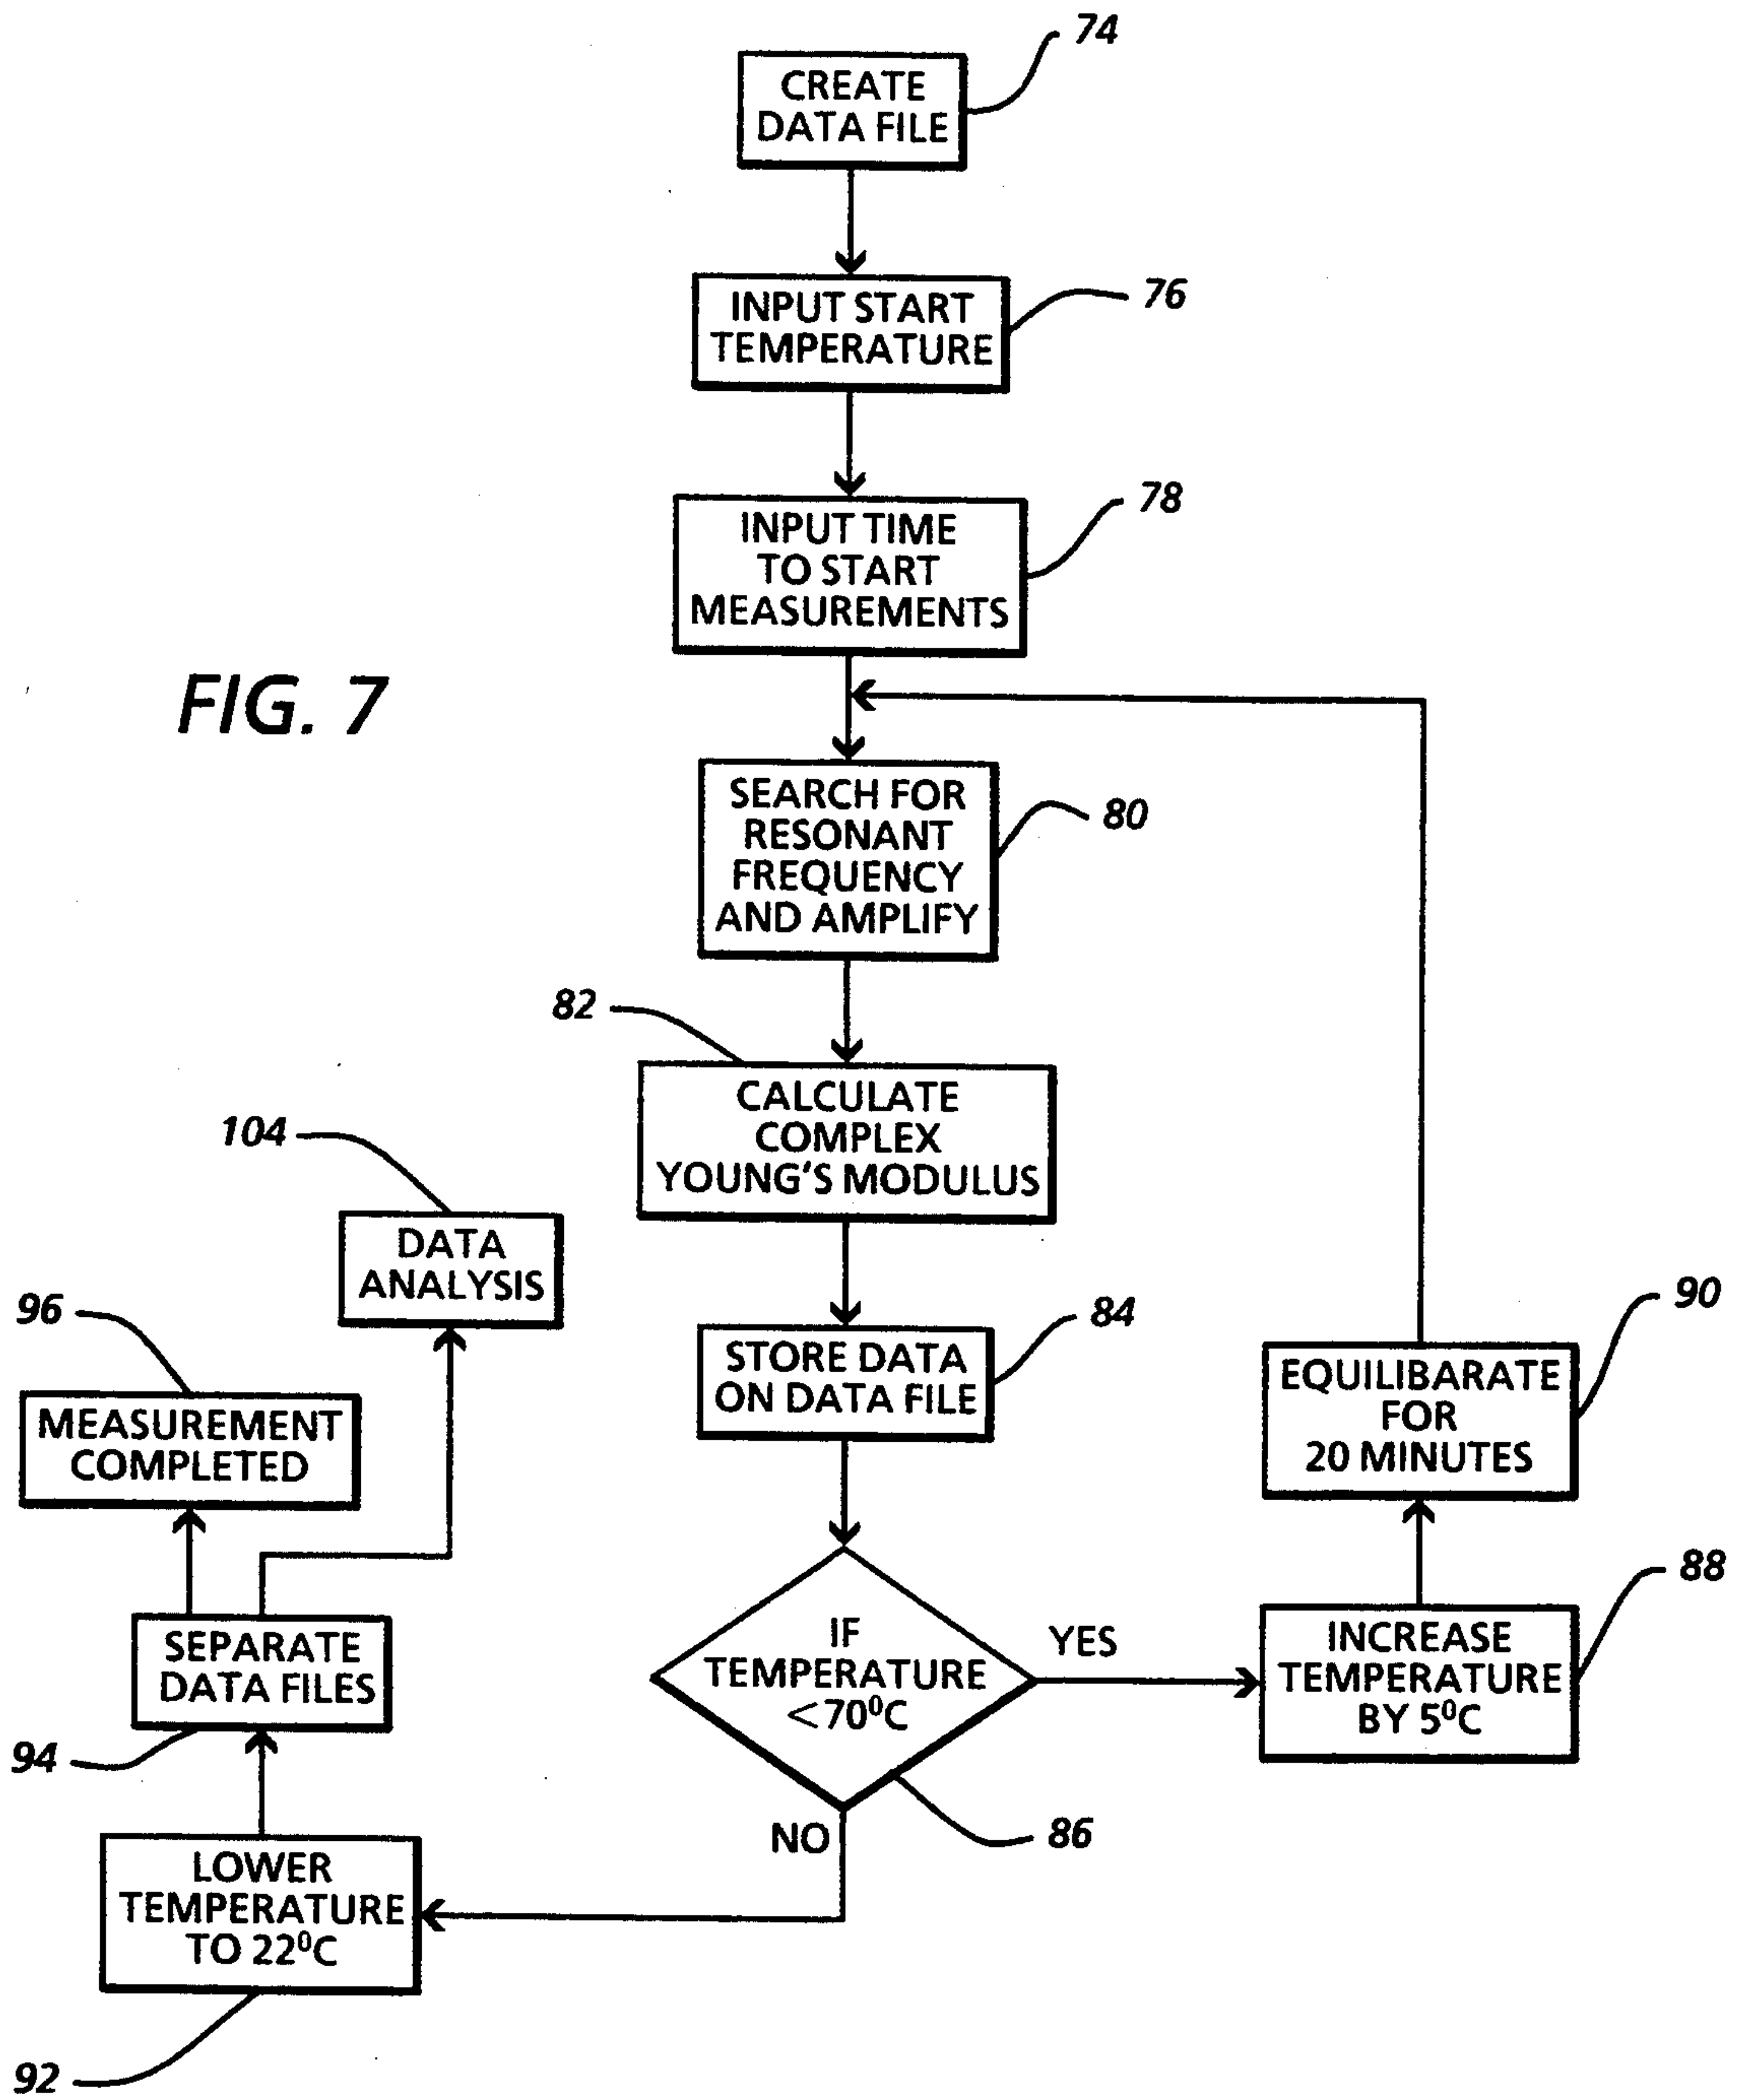 74
CREATE
DATA FILE
76
INPUT START
TEMPERATURE
78
INPUT TIME
TO START
MEASUREMENTS
FIG. 7
80
SEARCH FOR
RESONANT
FREQUENCY
AND AMPLIFY
82
CALCULATE
COMPLEX
YOUNG'S MODULUS
104
DATA
ANALYSIS
96
MEASUREMENT
COMPLETED
84
STORE DATA
ON DATA FILE
90
EQUILIBARATE
FOR
20 MINUTES
88
INCREASE
TEMPERATURE
BY 5⁰C
YES
IF
TEMPERATURE
<70⁰C
86
NO
SEPARATE
DATA FILES
94
LOWER
TEMPERATURE
TO 22⁰C
92